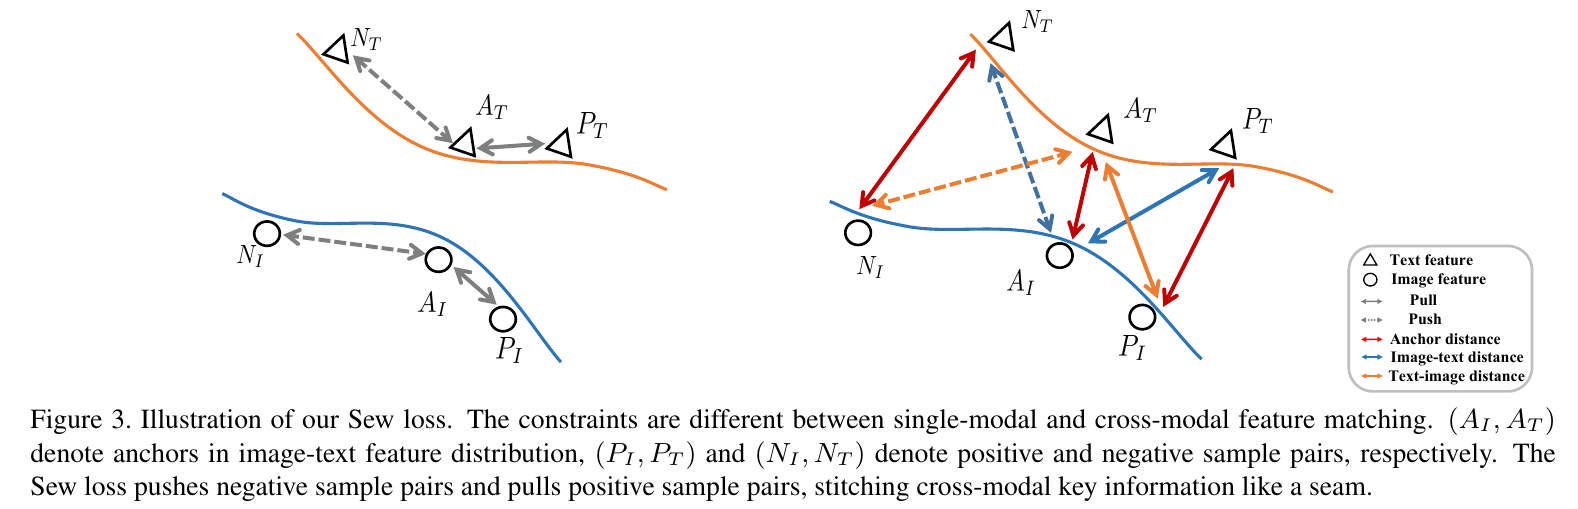 N_T
A_T
P_T
N_I
A_I
P_I
N_T
A_T
P_T
N_I
A_I
P_I
Text feature
Image feature
Pull
Push
Anchor distance
Image-text distance
Text-image distance
Figure 3. Illustration of our Sew loss. The constraints are different between single-modal and cross-modal feature matching. (A_I, A_T)
denote anchors in image-text feature distribution, (P_I, P_T) and (N_I, N_T) denote positive and negative sample pairs, respectively. The
Sew loss pushes negative sample pairs and pulls positive sample pairs, stitching cross-modal key information like a seam.